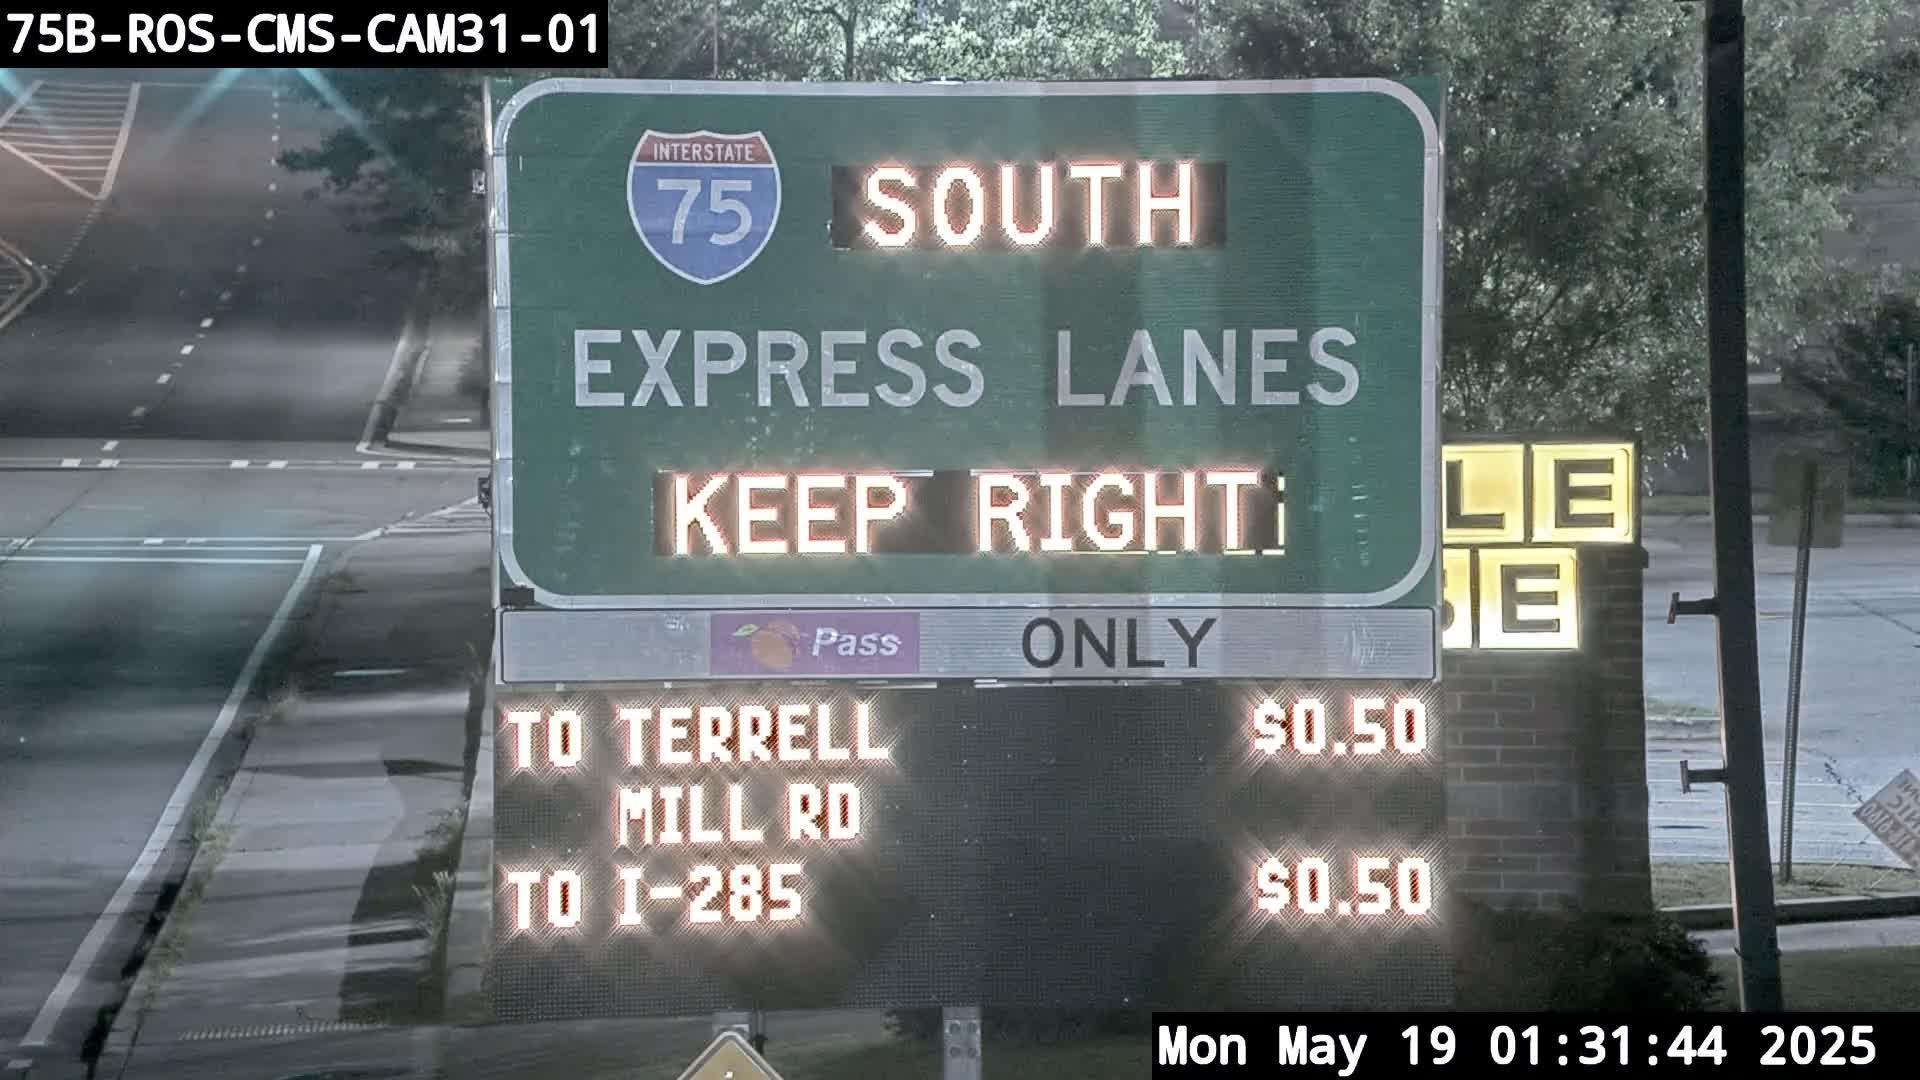 75B-ROS-CMS-CAM31-01
INTERSTATE
75
SOUTH
EXPRESS LANES
KEEP RIGHT
Pass ONLY
TO TERRELL $0.50
MILL RD
TO I-285 $0.50
LE
E
Mon May 19 01:31:44 2025